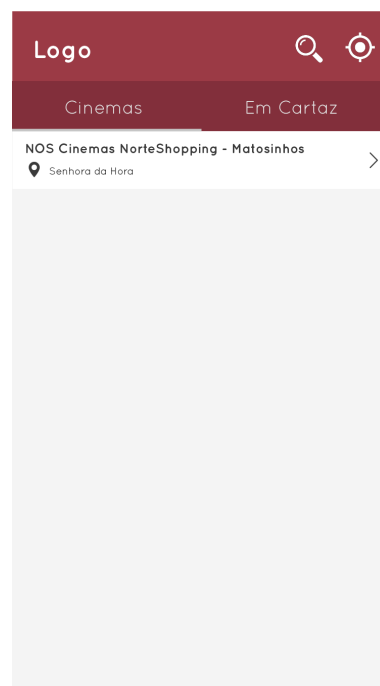 Logo
Cinemas
Em Cartaz
NOS Cinemas NorteShopping - Matosinhos
Senhora da Hora